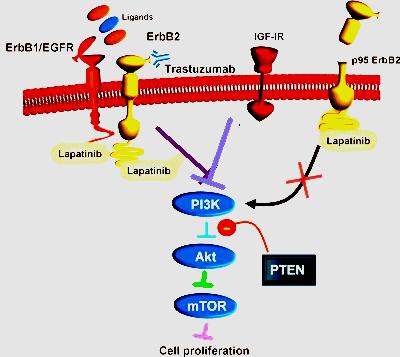 Ligands
ErbB1/EGFR
ErbB2
IGF-IR
p95 ErbB2
Trastuzumab
Lapatinib
Lapatinib
Lapatinib
PI3K
Akt
PTEN
mTOR
Cell proliferation